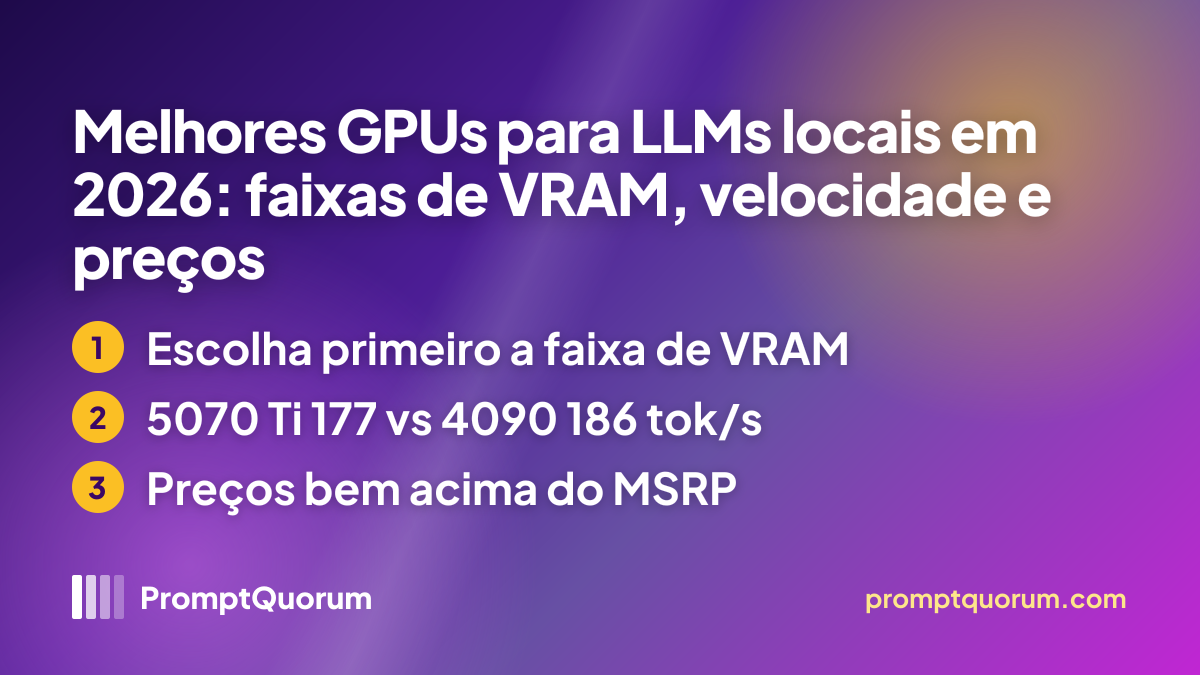 Melhores GPUs para LLMs locais em
2026: faixas de VRAM, velocidade e
preços
1 Escolha primeiro a faixa de VRAM
2 5070 Ti 177 vs 4090 186 tok/s
3 Preços bem acima do MSRP
PromptQuorum
promptquorum.com